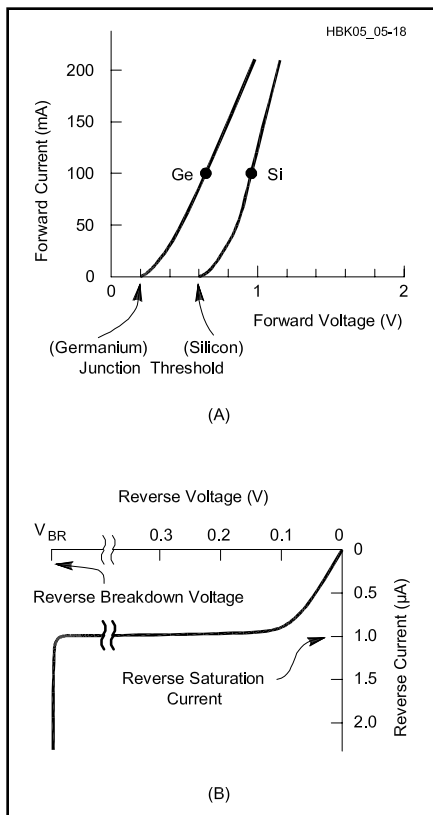 HBK05_05-18
200
150
100
50
0
Forward Current (mA)
Ge
Si
0
1
2
Forward Voltage (V)
(Germanium) (Silicon)
Junction Threshold
(A)
Reverse Voltage (V)
VBR
0.3
0.2
0.1
0
0
0.5
1.0
1.5
2.0
Reverse Current (µA)
Reverse Breakdown Voltage
Reverse Saturation
Current
(B)